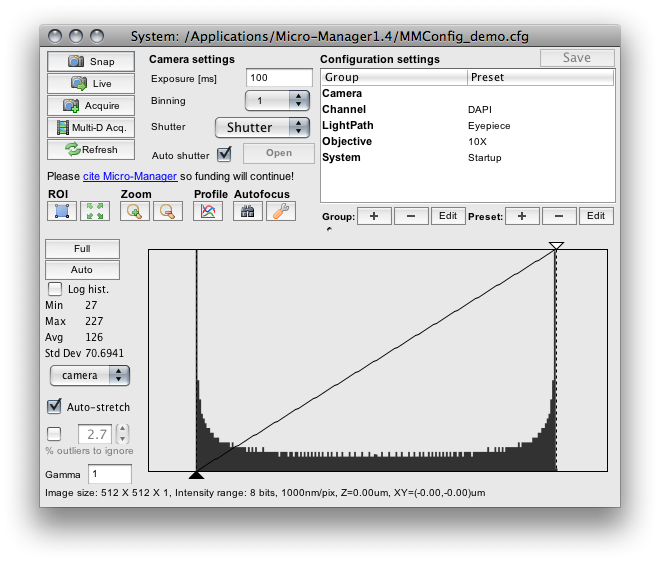 System: /Applications/Micro-Manager1.4/MMConfig_demo.cfg
Snap
Live
Acquire
Multi-D Acq.
Refresh
Camera settings
Exposure [ms] 100
Binning 1
Shutter Shutter
Auto shutter Open
Configuration settings
Save
Group Preset
Camera
Channel DAPI
LightPath Eyepiece
Objective 10X
System Startup
Please cite Micro-Manager so funding will continue!
ROI Zoom Profile Autofocus
Group: + − Edit Preset: + − Edit
Full
Auto
Log hist.
Min 27
Max 227
Avg 126
Std Dev 70.6941
camera
Auto-stretch
2.7
% outliers to ignore
Gamma 1
Image size: 512 X 512 X 1, Intensity range: 8 bits, 1000nm/pix, Z=0.00um, XY=(-0.00,-0.00)um